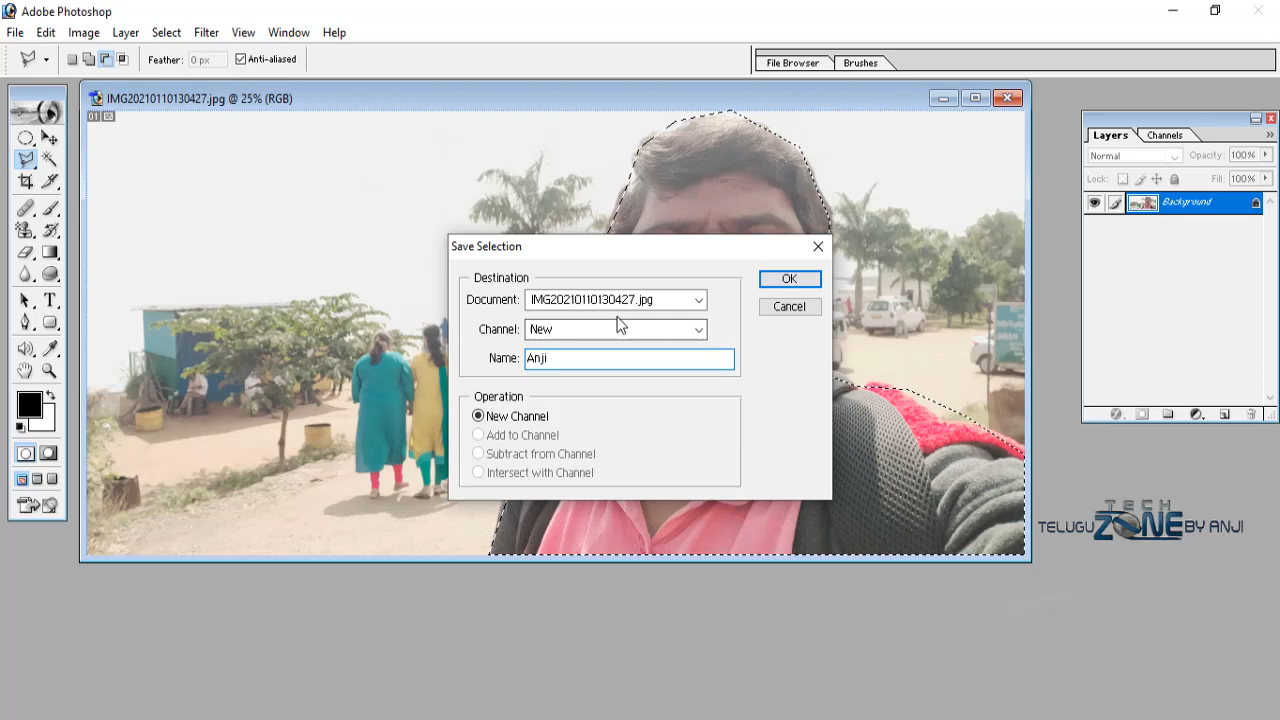 Adobe Photoshop
File Edit Image Layer Select Filter View Window Help
Feather: 0 px Anti-aliased File Browser Brushes
IMG20210110130427.jpg @ 25% (RGB)
01
Layers Channels
Normal Opacity: 100%
Lock: Fill: 100%
Background
Save Selection
Destination
Document: IMG20210110130427.jpg
Channel: New
Name: Anji
OK
Cancel
Operation
New Channel
Add to Channel
Subtract from Channel
Intersect with Channel
TECH
TELUGU ZONE BY ANJI